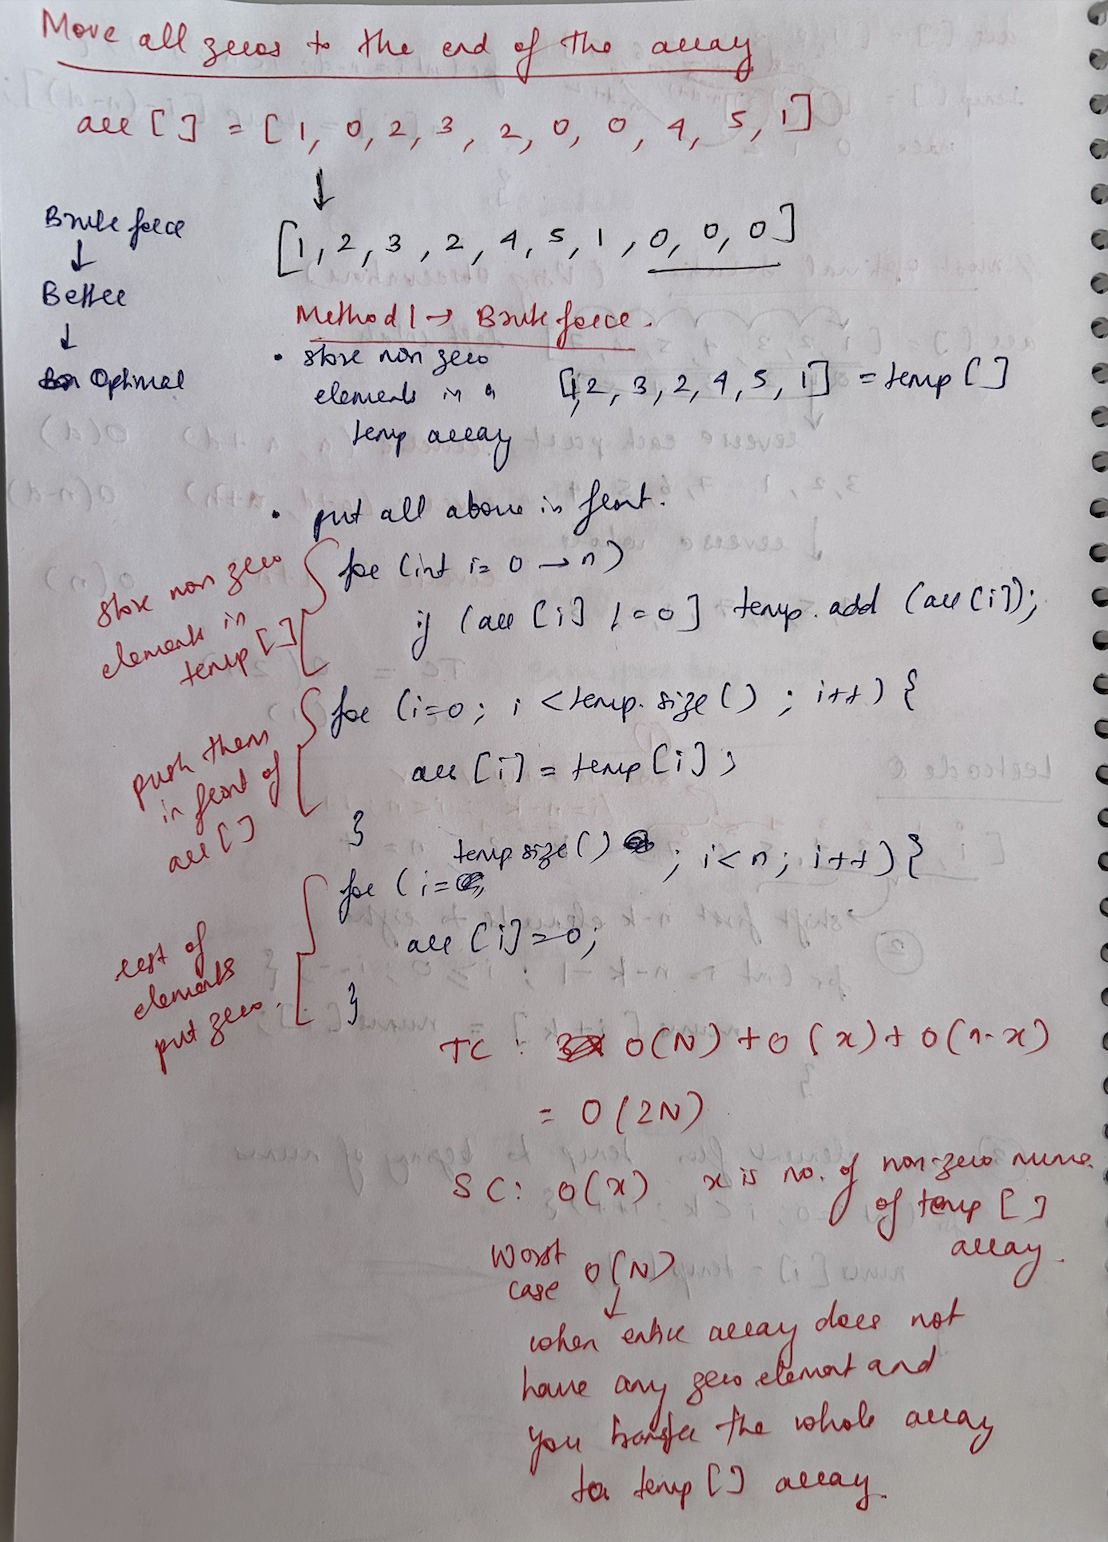 Move all zeros to the end of the array
arr [ ] = [ 1, 0, 2, 3, 2, 0, 0, 4, 5, 1 ]
↓
[ 1, 2, 3, 2, 4, 5, 1, 0, 0, 0 ]
Brute force
↓
Better
↓
Optimal
Method 1 → Brute force.
• store non zero
elements in a
temp array
[1, 2, 3, 2, 4, 5, 1] = temp [ ]
• put all above in front.
store non zero
elements in
temp [ ]
for (int i = 0 → n)
if (arr [i] != 0] temp.add (arr[i]);
push them
in front of
arr [ ]
for (i=0; i < temp.size() ; i++) {
arr [i] = temp [i] ;
}
rest of
elements
put zero.
for (i = temp size() ; i<n; i++) {
arr [i] = 0;
}
TC : O(N) + O(x) + O(n-x)
= O(2N)
SC: O(x) x is no. of non-zero nums
of temp [ ]
array.
Worst
case O(N)
↓
when entire array does not
have any zero element and
you transfer the whole array
to temp [ ] array.